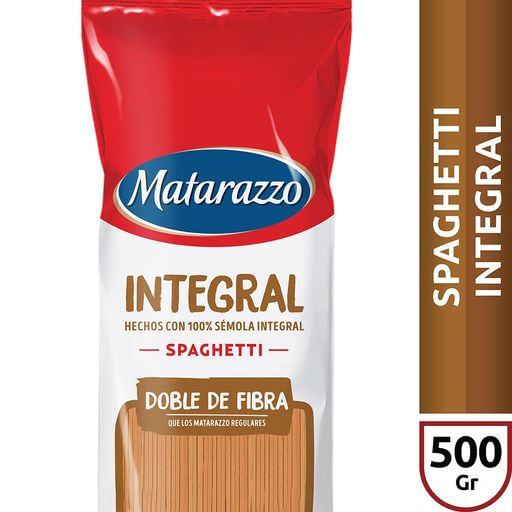 Matarazzo
INTEGRAL
HECHOS CON 100% SÉMOLA INTEGRAL
SPAGHETTI
DOBLE DE FIBRA
QUE LOS MATARAZZO REGULARES
SPAGHETTI
INTEGRAL
500
Gr